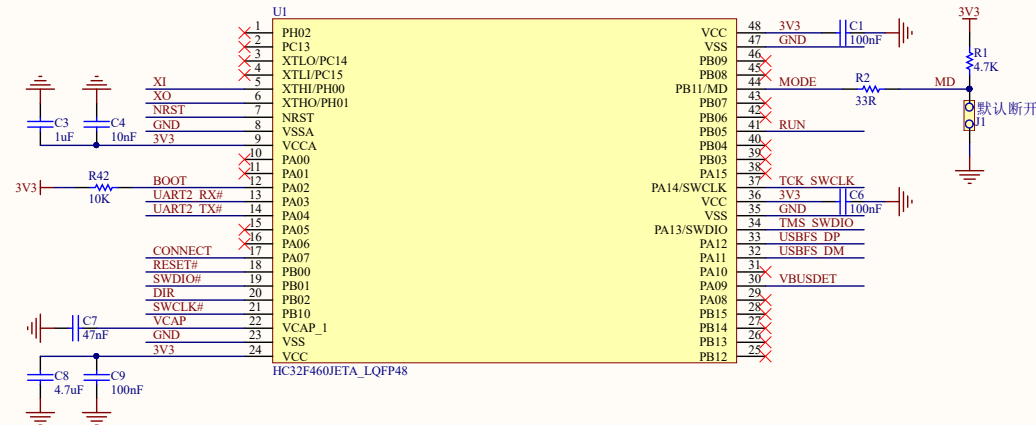 U1
1 PH02
2 PC13
3 XTLO/PC14
4 XTLI/PC15
XI 5 XTHI/PH00
XO 6 XTHO/PH01
NRST 7 NRST
GND 8 VSSA
3V3 9 VCCA
10 PA00
11 PA01
BOOT 12 PA02
UART2_RX# 13 PA03
UART2_TX# 14 PA04
15 PA05
16 PA06
CONNECT 17 PA07
RESET# 18 PB00
SWDIO# 19 PB01
DIR 20 PB02
SWCLK# 21 PB10
VCAP 22 VCAP_1
GND 23 VSS
3V3 24 VCC
HC32F460JETA_LQFP48
VCC 48 3V3
VSS 47 GND
PB09 46
PB08 45
PB11/MD 44 MODE
PB07 43
PB06 42
PB05 41 RUN
PB04 40
PB03 39
PA15 38
PA14/SWCLK 37 TCK_SWCLK
VCC 36 3V3
VSS 35 GND
PA13/SWDIO 34 TMS_SWDIO
PA12 33 USBFS_DP
PA11 32 USBFS_DM
PA10 31
PA09 30 VBUSDET
PA08 29
PB15 28
PB14 27
PB13 26
PB12 25
C3
1uF
C4
10nF
3V3
R42
10K
C7
47nF
C8
4.7uF
C9
100nF
C1
100nF
C6
100nF
R2
33R
MD
3V3
R1
4.7K
默认断开
J1